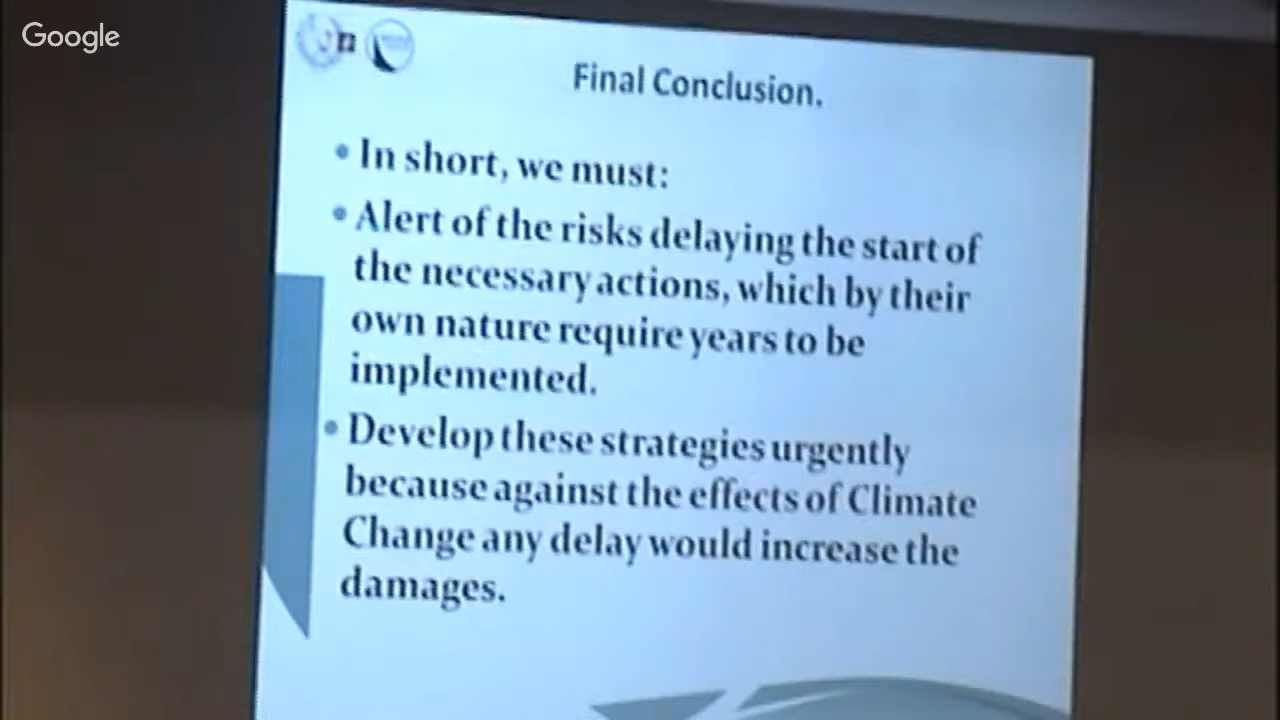 Google
Final Conclusion.
• In short, we must:
• Alert of the risks delaying the start of
the necessary actions, which by their
own nature require years to be
implemented.
• Develop these strategies urgently
because against the effects of Climate
Change any delay would increase the
damages.